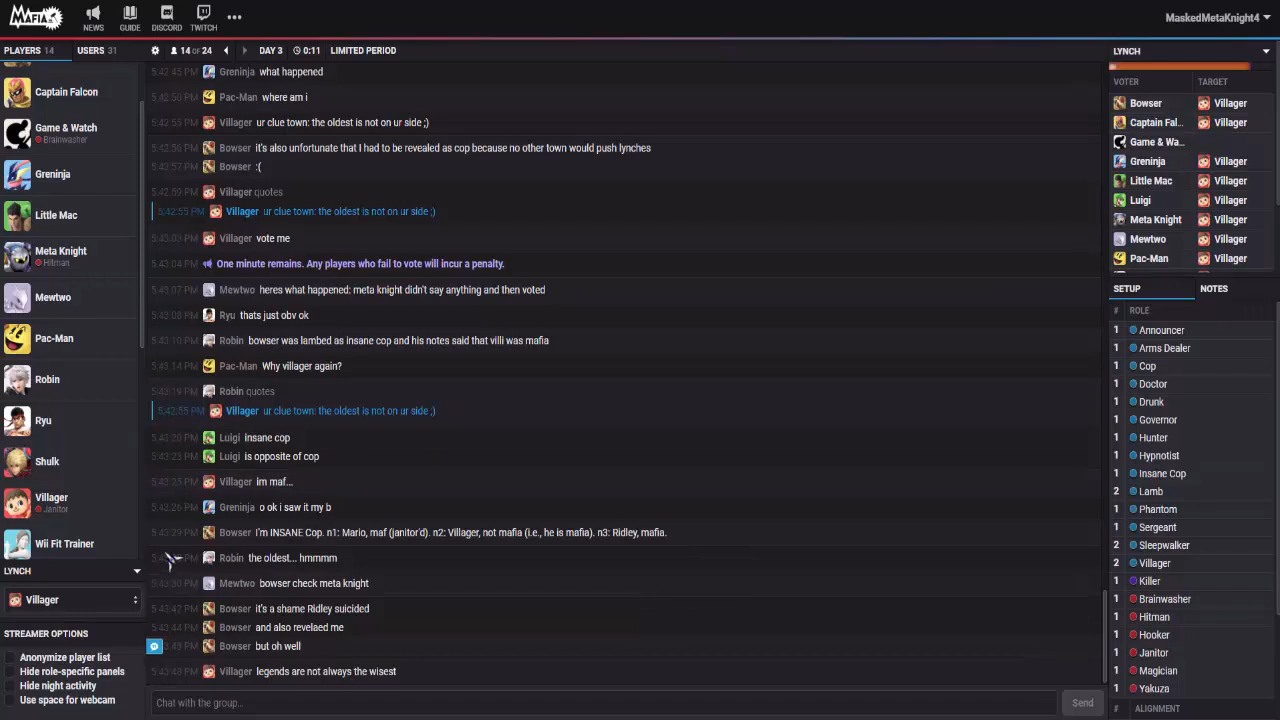 MAFIA
NEWS
GUIDE
DISCORD
TWITCH
MaskedMetaKnight4
PLAYERS 14
USERS 31
14 OF 24
DAY 3
0:11
LIMITED PERIOD
LYNCH
Captain Falcon
Game & Watch
Brainwasher
Greninja
Little Mac
Meta Knight
Hitman
Mewtwo
Pac-Man
Robin
Ryu
Shulk
Villager
Janitor
Wii Fit Trainer
LYNCH
Villager
STREAMER OPTIONS
Anonymize player list
Hide role-specific panels
Hide night activity
Use space for webcam
5:42:45 PM Greninja what happened
5:42:50 PM Pac-Man where am i
5:42:55 PM Villager ur clue town: the oldest is not on ur side ;)
5:42:56 PM Bowser it's also unfortunate that I had to be revealed as cop because no other town would push lynches
5:42:57 PM Bowser :(
5:42:59 PM Villager quotes
5:42:55 PM Villager ur clue town: the oldest is not on ur side ;)
5:43:03 PM Villager vote me
5:43:04 PM One minute remains. Any players who fail to vote will incur a penalty.
5:43:07 PM Mewtwo heres what happened: meta knight didn't say anything and then voted
5:43:08 PM Ryu thats just obv ok
5:43:10 PM Robin bowser was lambed as insane cop and his notes said that villi was mafia
5:43:14 PM Pac-Man Why villager again?
5:43:19 PM Robin quotes
5:42:55 PM Villager ur clue town: the oldest is not on ur side ;)
5:43:20 PM Luigi insane cop
5:43:23 PM Luigi is opposite of cop
5:43:25 PM Villager im maf...
5:43:26 PM Greninja o ok i saw it my b
5:43:29 PM Bowser I'm INSANE Cop. n1: Mario, maf (janitor'd). n2: Villager, not mafia (i.e., he is mafia). n3: Ridley, mafia.
PM Robin the oldest... hmmmm
5:43:30 PM Mewtwo bowser check meta knight
5:43:42 PM Bowser it's a shame Ridley suicided
5:43:44 PM Bowser and also revelaed me
PM Bowser but oh well
5:43:48 PM Villager legends are not always the wisest
Chat with the group...
Send
VOTER TARGET
Bowser Villager
Captain Fal... Villager
Game & Wa...
Greninja Villager
Little Mac Villager
Luigi Villager
Meta Knight Villager
Mewtwo Villager
Pac-Man Villager
SETUP
NOTES
# ROLE
1 Announcer
1 Arms Dealer
1 Cop
1 Doctor
1 Drunk
1 Governor
1 Hunter
1 Hypnotist
1 Insane Cop
2 Lamb
1 Phantom
1 Sergeant
2 Sleepwalker
2 Villager
1 Killer
1 Brainwasher
1 Hitman
1 Hooker
1 Janitor
1 Magician
1 Yakuza
# ALIGNMENT